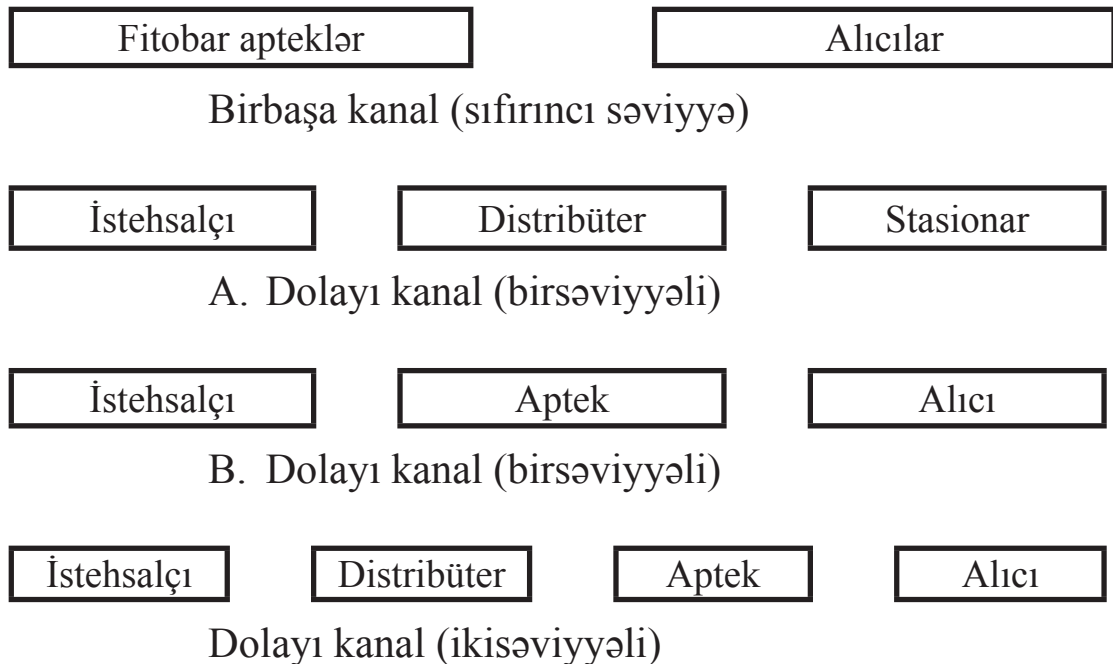 Fitobar apteklər Alıcılar
Birbaşa kanal (sıfırıncı səviyyə)
İstehsalçı Distribüter Stasionar
A. Dolayı kanal (birsəviyyəli)
İstehsalçı Aptek Alıcı
B. Dolayı kanal (birsəviyyəli)
İstehsalçı Distribüter Aptek Alıcı
Dolayı kanal (ikisəviyyəli)